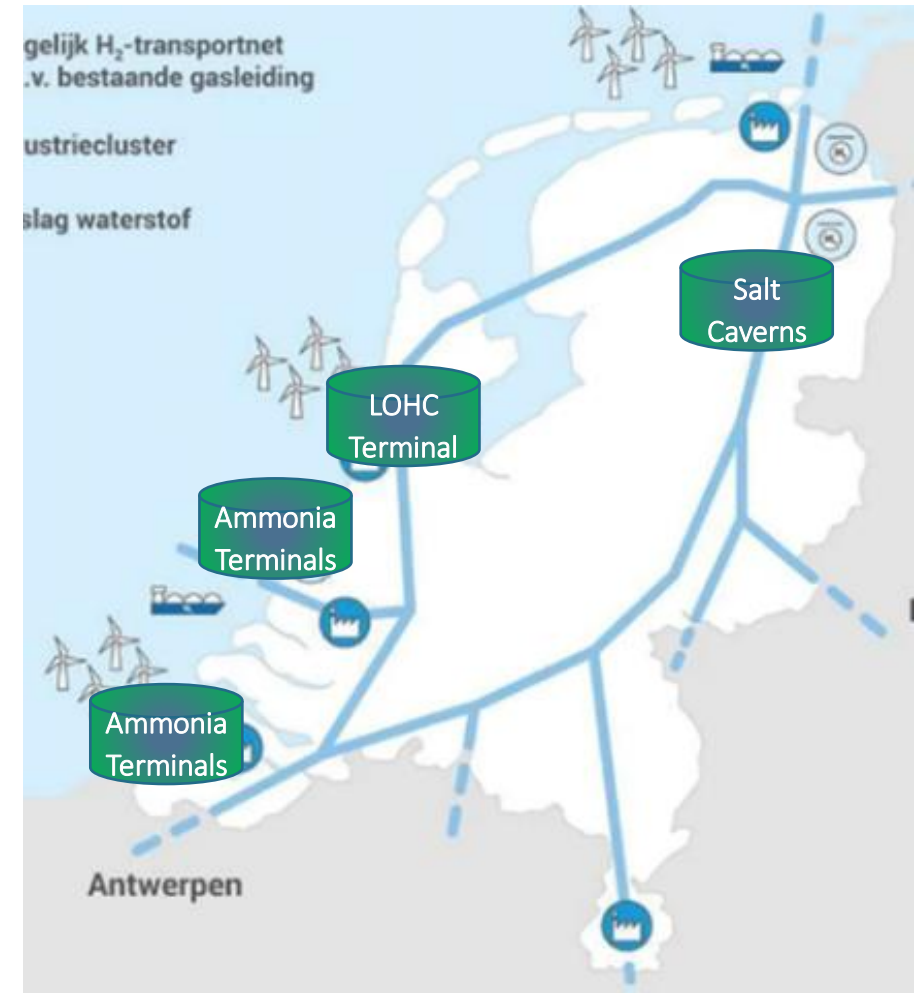 gelijk H₂-transportnet
.v. bestaande gasleiding
ustriecluster
slag waterstof
Salt
Caverns
LOHC
Terminal
Ammonia
Terminals
Ammonia
Terminals
Antwerpen